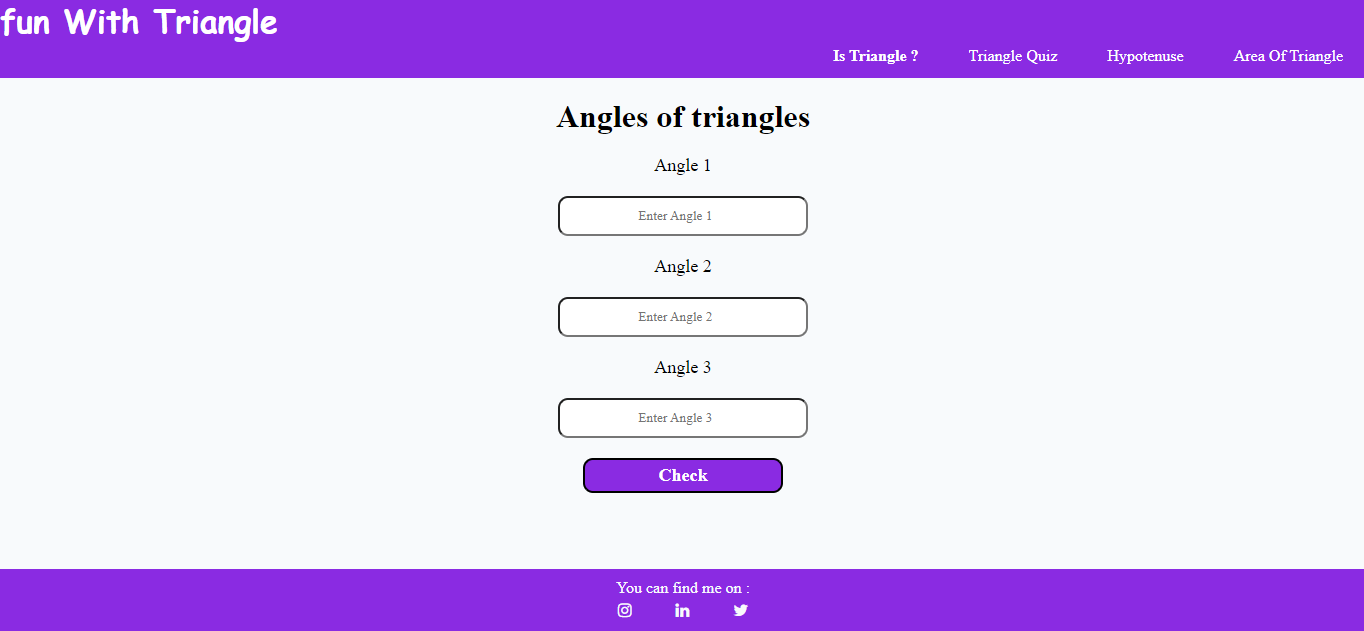 fun With Triangle
Is Triangle ? Triangle Quiz Hypotenuse Area Of Triangle
Angles of triangles
Angle 1
Enter Angle 1
Angle 2
Enter Angle 2
Angle 3
Enter Angle 3
Check
You can find me on :